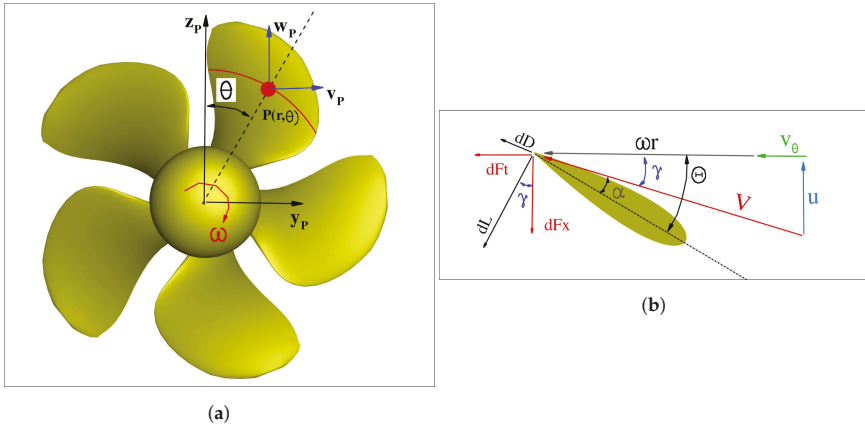 z_P
w_P
θ
v_P
P(r,θ)
y_P
ω
(a)
dD
ωr
v_θ
dFt
γ
Θ
α
γ
V
u
dL
dFx
(b)